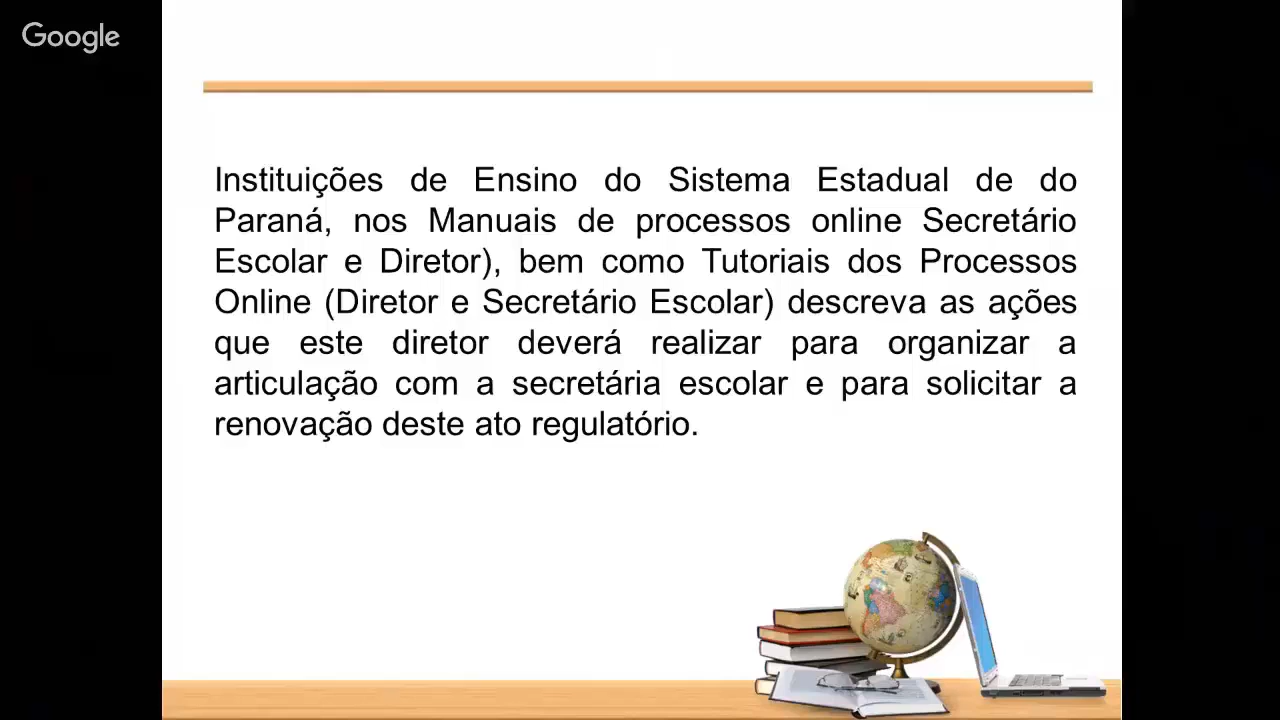 Google
Instituições de Ensino do Sistema Estadual de do
Paraná, nos Manuais de processos online Secretário
Escolar e Diretor), bem como Tutoriais dos Processos
Online (Diretor e Secretário Escolar) descreva as ações
que este diretor deverá realizar para organizar a
articulação com a secretária escolar e para solicitar a
renovação deste ato regulatório.